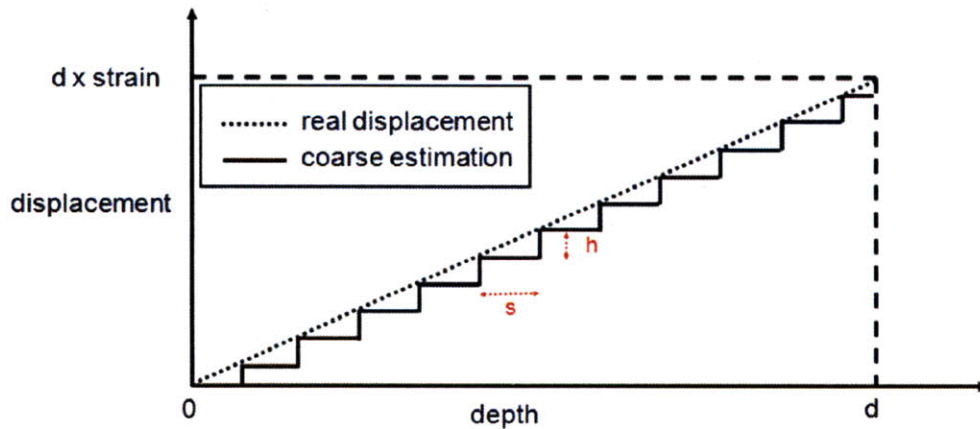 d x strain
real displacement
coarse estimation
displacement
h
s
0
depth
d